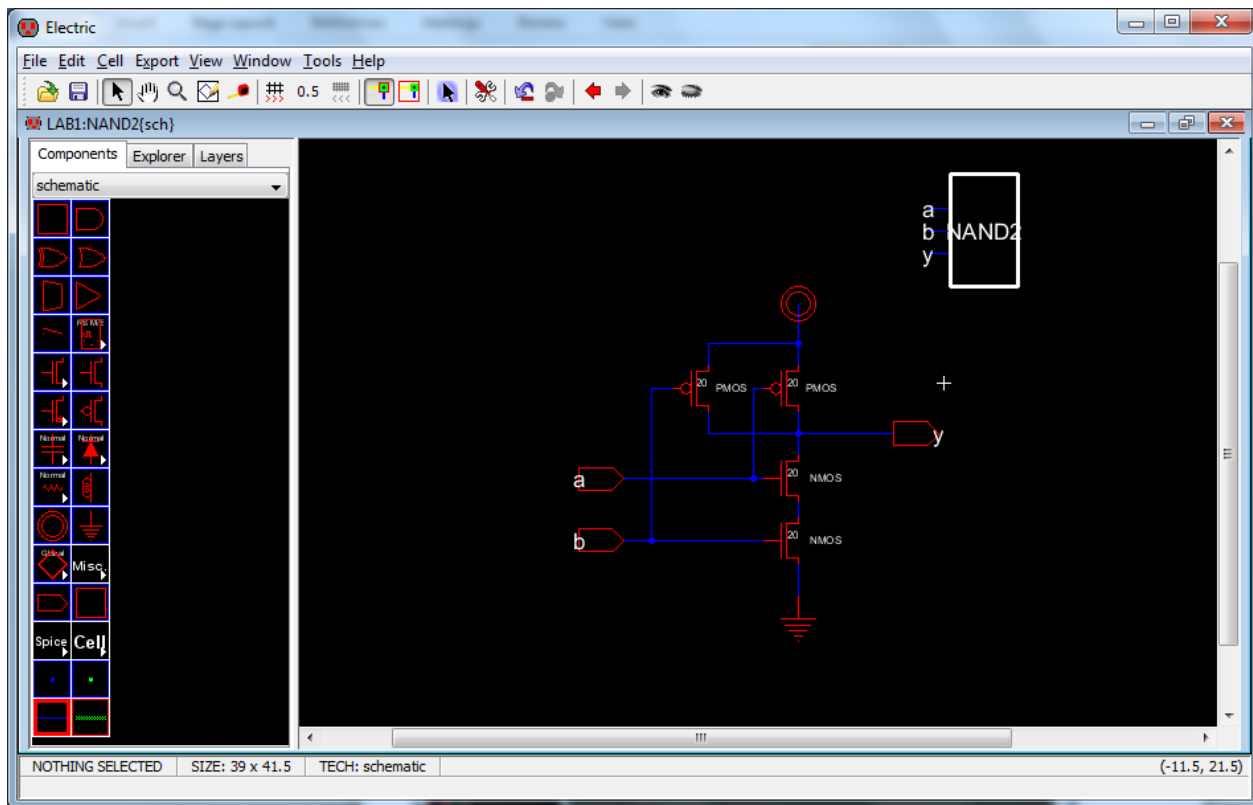 Electric
File Edit Cell Export View Window Tools Help
0.5
LAB1:NAND2{sch}
Components Explorer Layers
schematic
Normal Normal
Normal
Global
Misc.
Spice Cell
a
b NAND2
y
20 PMOS 20 PMOS
y
a 20 NMOS
b 20 NMOS
NOTHING SELECTED SIZE: 39 x 41.5 TECH: schematic (-11.5, 21.5)